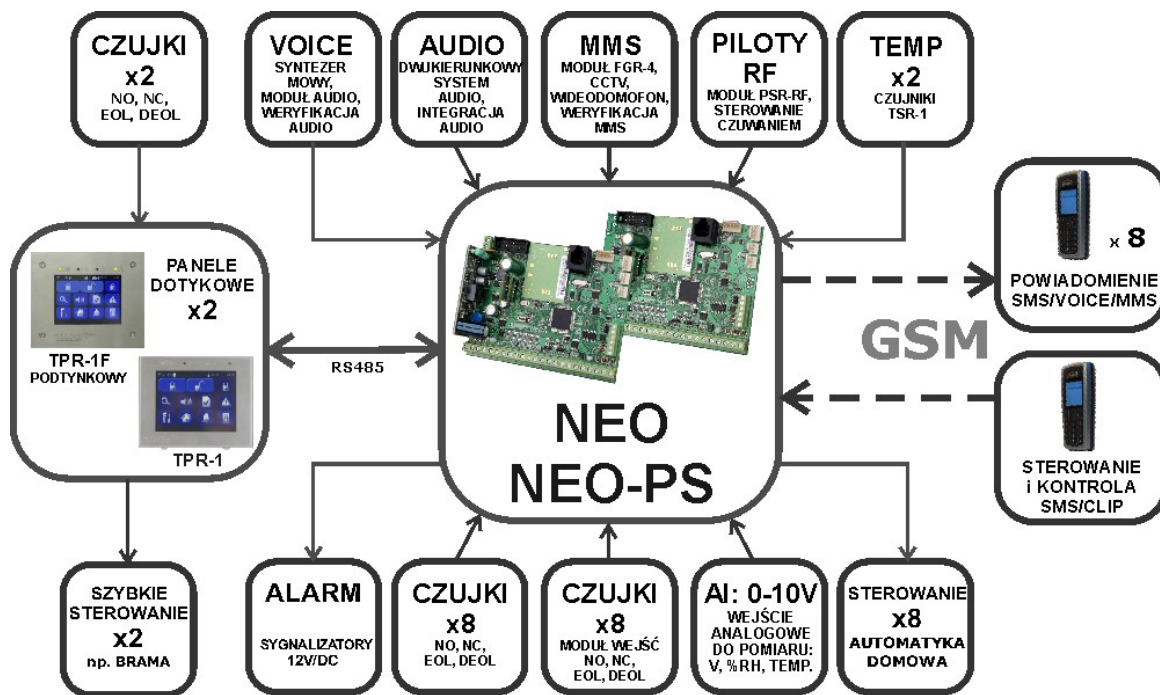 CZUJKI
x2
NO, NC,
EOL, DEOL
VOICE
SYNTEZER
MOWY,
MODUŁ AUDIO,
WERYFIKACJA
AUDIO
AUDIO
DWUKIERUNKOWY
SYSTEM
AUDIO,
INTEGRACJA
AUDIO
MMS
MODUŁ FGR-4,
CCTV,
WIDEODOMOFON,
WERYFIKACJA
MMS
PILOTY
RF
MODUŁ PSR-RF,
STEROWANIE
CZUWANIEM
TEMP
x2
CZUJNIKI
TSR-1
PANELE
DOTYKOWE
x2
TPR-1F
PODTYNKOWY
TPR-1
RS485
NEO
NEO-PS
GSM
x 8
POWIADOMIENIE
SMS/VOICE/MMS
STEROWANIE
i KONTROLA
SMS/CLIP
SZYBKIE
STEROWANIE
x2
np. BRAMA
ALARM
SYGNALIZATORY
12V/DC
CZUJKI
x8
NO, NC,
EOL, DEOL
CZUJKI
x8
MODUŁ WEJŚĆ
NO, NC,
EOL, DEOL
AI: 0-10V
WEJŚCIE
ANALOGOWE
DO POMIARU:
V, %RH, TEMP.
STEROWANIE
x8
AUTOMATYKA
DOMOWA